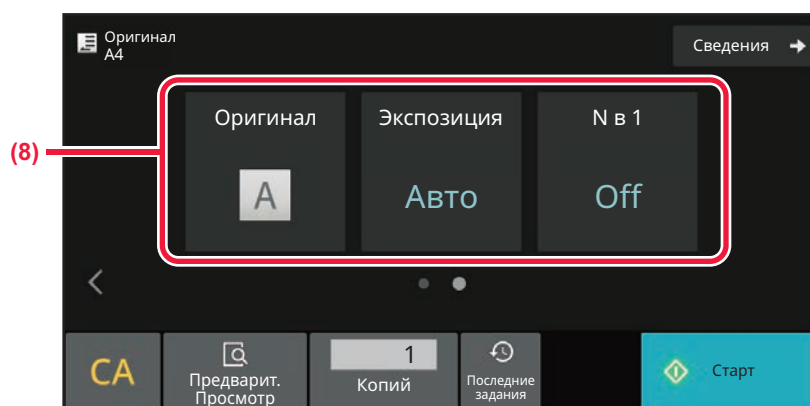 Оригинал
A4
Сведения
(8)
Оригинал
Экспозиция
N в 1
A
Авто
Off
CA
Предварит.
Просмотр
1
Копий
Последние
задания
Старт